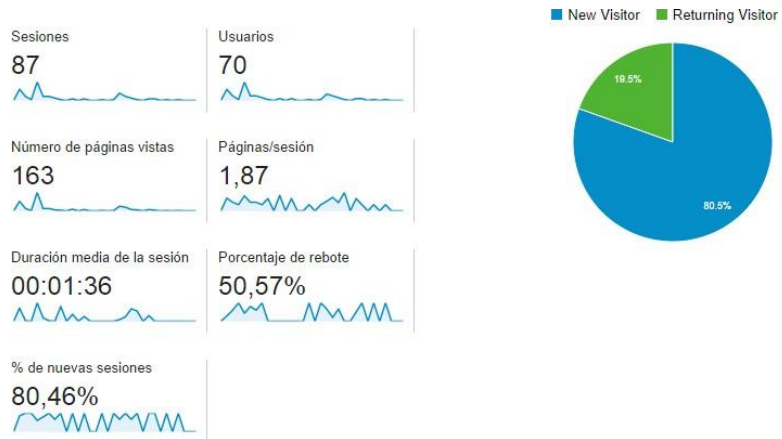 New Visitor Returning Visitor
Sesiones
87
Usuarios
70
Número de páginas vistas
163
Páginas/sesión
1,87
Duración media de la sesión
00:01:36
Porcentaje de rebote
50,57%
% de nuevas sesiones
80,46%
19.5%
80.5%